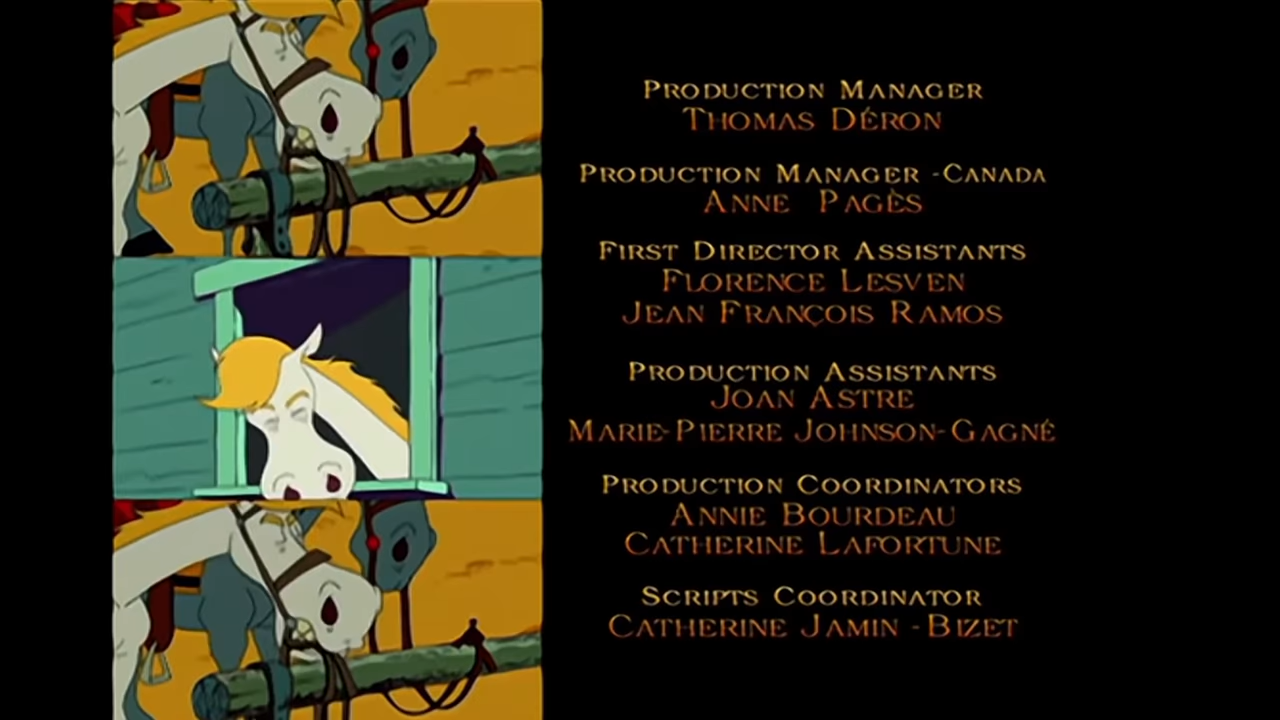 PRODUCTION MANAGER
THOMAS DÉRON
PRODUCTION MANAGER -CANADA
ANNE PAGÈS
FIRST DIRECTOR ASSISTANTS
FLORENCE LESVEN
JEAN FRANÇOIS RAMOS
PRODUCTION ASSISTANTS
JOAN ASTRE
MARIE-PIERRE JOHNSON-GAGNÉ
PRODUCTION COORDINATORS
ANNIE BOURDEAU
CATHERINE LAFORTUNE
SCRIPTS COORDINATOR
CATHERINE JAMIN -BIZET